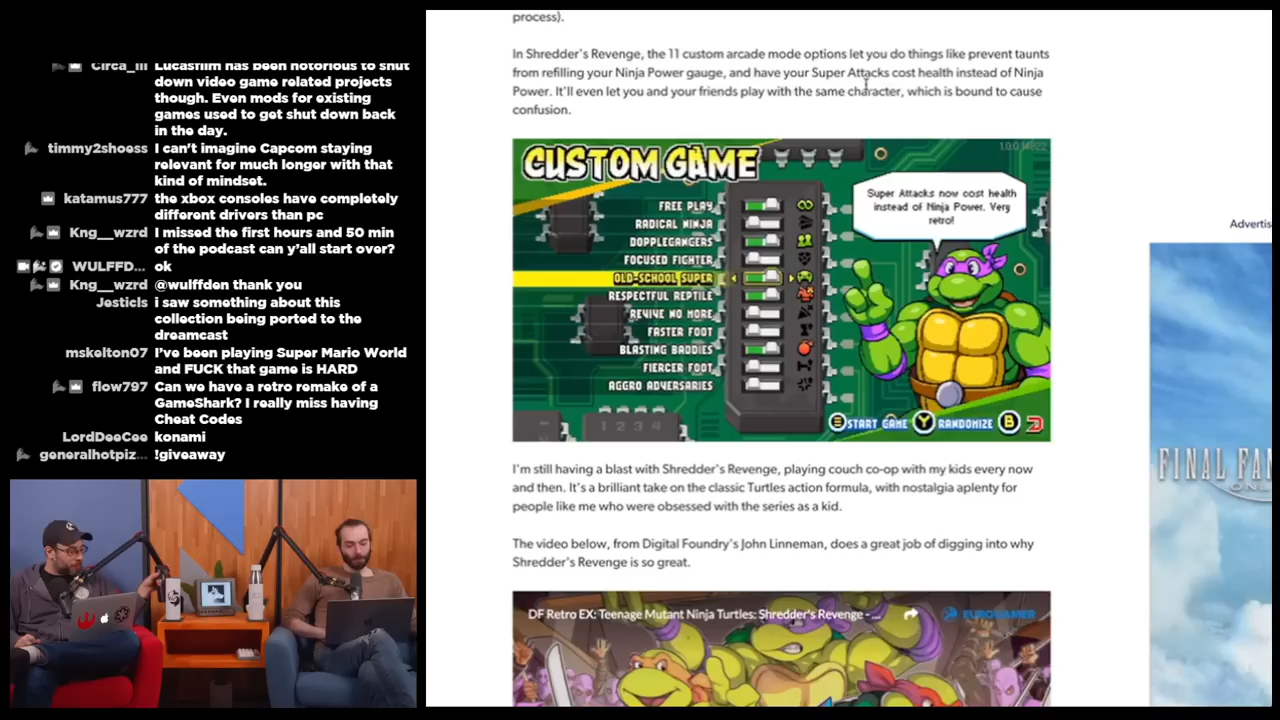 Circa_III Lucasfilm has been notorious to shut
down video game related projects
though. Even mods for existing
games used to get shut down back
in the day.
timmy2shoess I can't imagine Capcom staying
relevant for much longer with that
kind of mindset.
katamus777 the xbox consoles have completely
different drivers than pc
Kng__wzrd I missed the first hours and 50 min
of the podcast can y'all start over?
WULFFD... ok
Kng__wzrd @wulffden thank you
Jesticls i saw something about this
collection being ported to the
dreamcast
mskelton07 I've been playing Super Mario World
and FUCK that game is HARD
flow797 Can we have a retro remake of a
GameShark? I really miss having
Cheat Codes
LordDeeCee konami
generalhotpiz... !giveaway
process).
In Shredder's Revenge, the 11 custom arcade mode options let you do things like prevent taunts
from refilling your Ninja Power gauge, and have your Super Attacks cost health instead of Ninja
Power. It'll even let you and your friends play with the same character, which is bound to cause
confusion.
CUSTOM GAME
FREE PLAY
RADICAL NINJA
DOPPLEGANGERS
FOCUSED FIGHTER
OLD-SCHOOL SUPER
RESPECTFUL REPTILE
REVIVE NO MORE
FASTER FOOT
BLASTING BADDIES
FIERCER FOOT
AGGRO ADVERSARIES
Super Attacks now cost health
instead of Ninja Power. Very
retro!
1 2 3 4
START GAME Y RANDOMIZE B
I'm still having a blast with Shredder's Revenge, playing couch co-op with my kids every now
and then. It's a brilliant take on the classic Turtles action formula, with nostalgia aplenty for
people like me who were obsessed with the series as a kid.
The video below, from Digital Foundry's John Linneman, does a great job of digging into why
Shredder's Revenge is so great.
DF Retro EX: Teenage Mutant Ninja Turtles: Shredder's Revenge - ...
EUROGAMER
Advertis
FINAL FAN
ONL